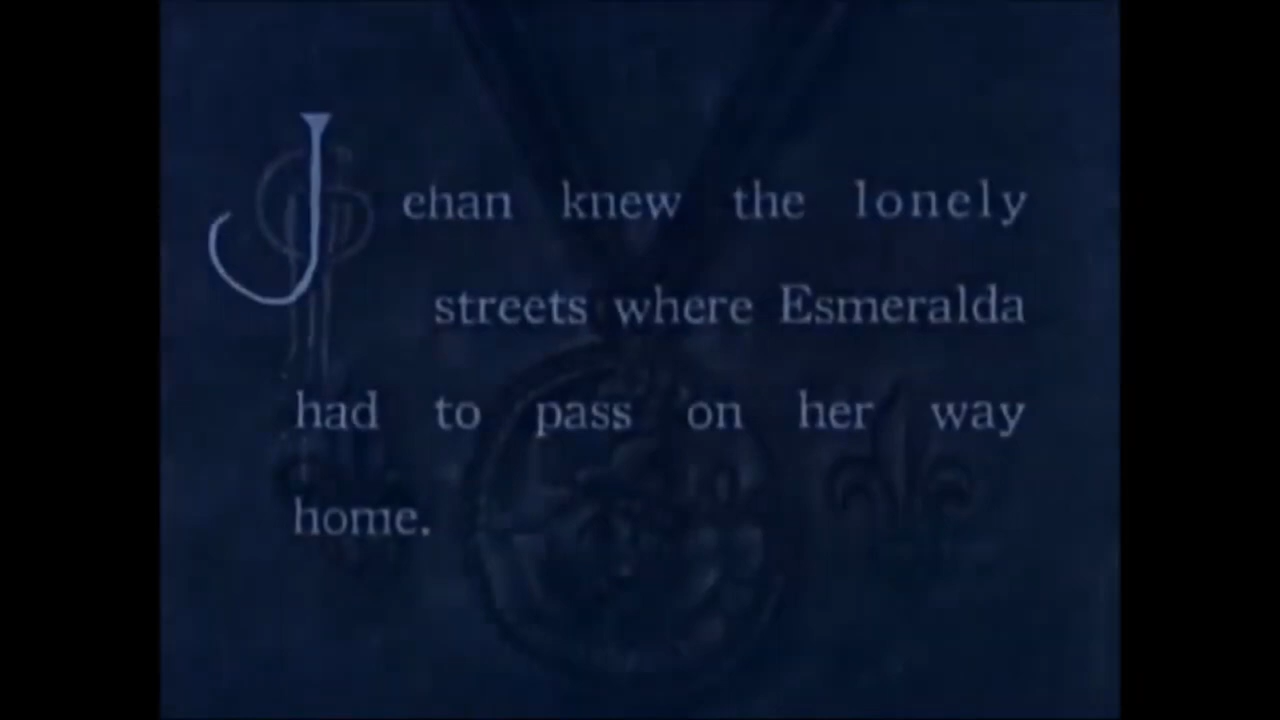 Jehan knew the lonely
streets where Esmeralda
had to pass on her way
home.